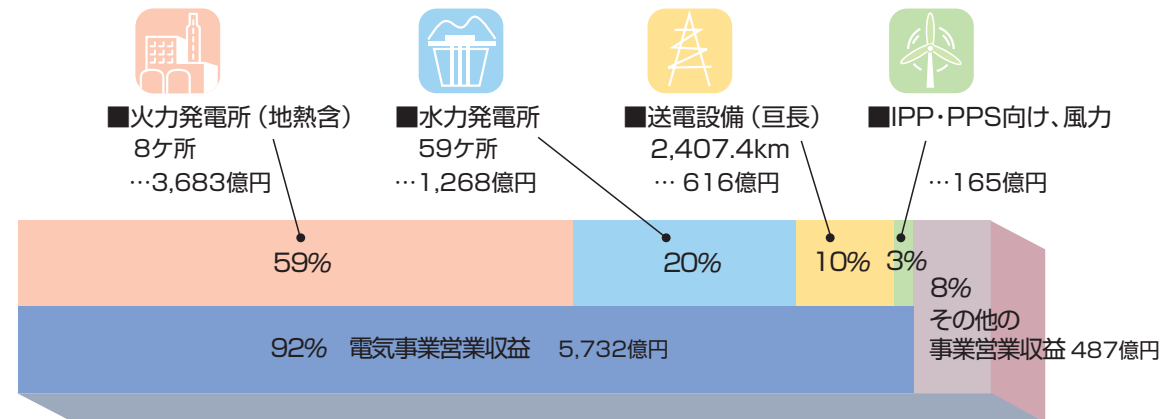 ■火力発電所（地熱含）
8ケ所
…3,683億円
■水力発電所
59ケ所
…1,268億円
■送電設備（亘長）
2,407.4km
… 616億円
■IPP・PPS向け、風力
…165億円
59%
20%
10%
3%
8%
その他の
事業営業収益 487億円
92% 電気事業営業収益 5,732億円